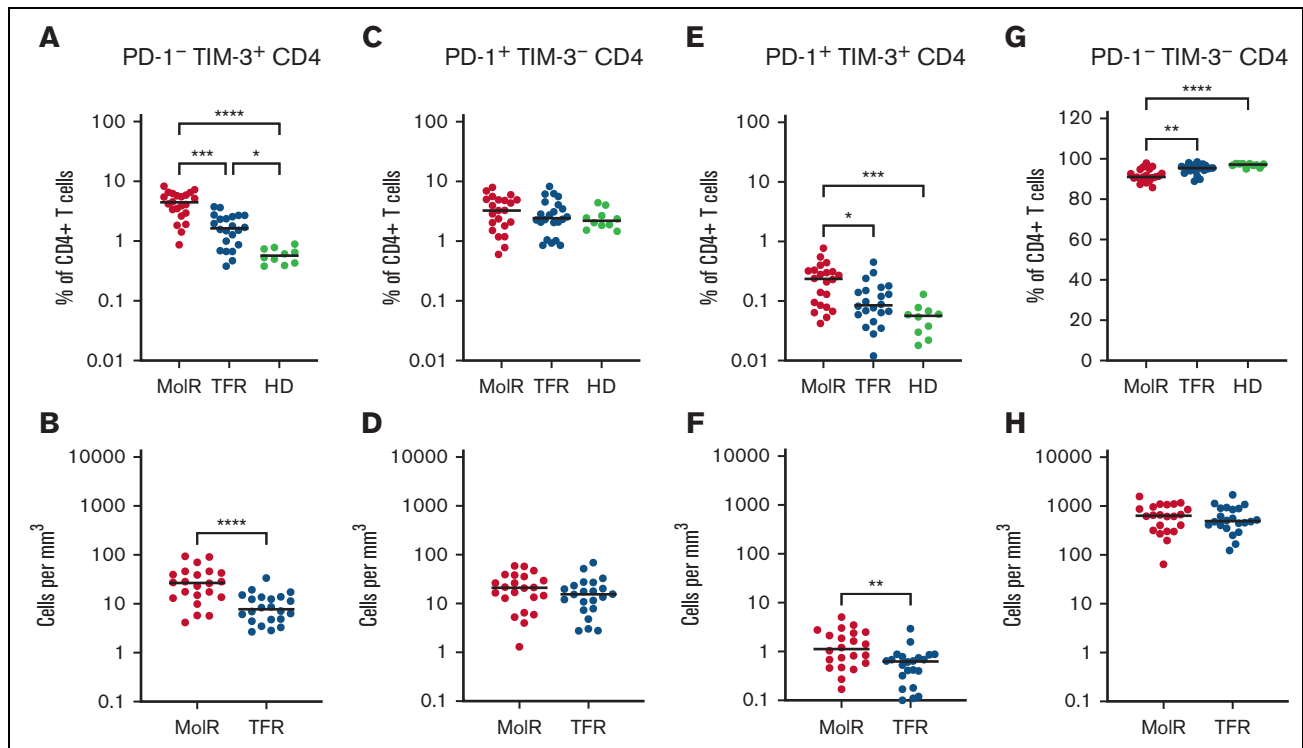 A
PD-1⁻ TIM-3⁺ CD4
% of CD4+ T cells
100
10
1
0.1
0.01
****
***
*
MolR TFR HD
C
PD-1⁺ TIM-3⁻ CD4
% of CD4+ T cells
100
10
1
0.1
0.01
MolR TFR HD
E
PD-1⁺ TIM-3⁺ CD4
% of CD4+ T cells
100
10
1
0.1
0.01
***
*
MolR TFR HD
G
PD-1⁻ TIM-3⁻ CD4
% of CD4+ T cells
120
100
80
60
40
20
0
****
**
MolR TFR HD
B
Cells per mm³
10000
1000
100
10
1
0.1
****
MolR TFR
D
Cells per mm³
10000
1000
100
10
1
0.1
MolR TFR
F
Cells per mm³
10000
1000
100
10
1
0.1
**
MolR TFR
H
Cells per mm³
10000
1000
100
10
1
0.1
MolR TFR